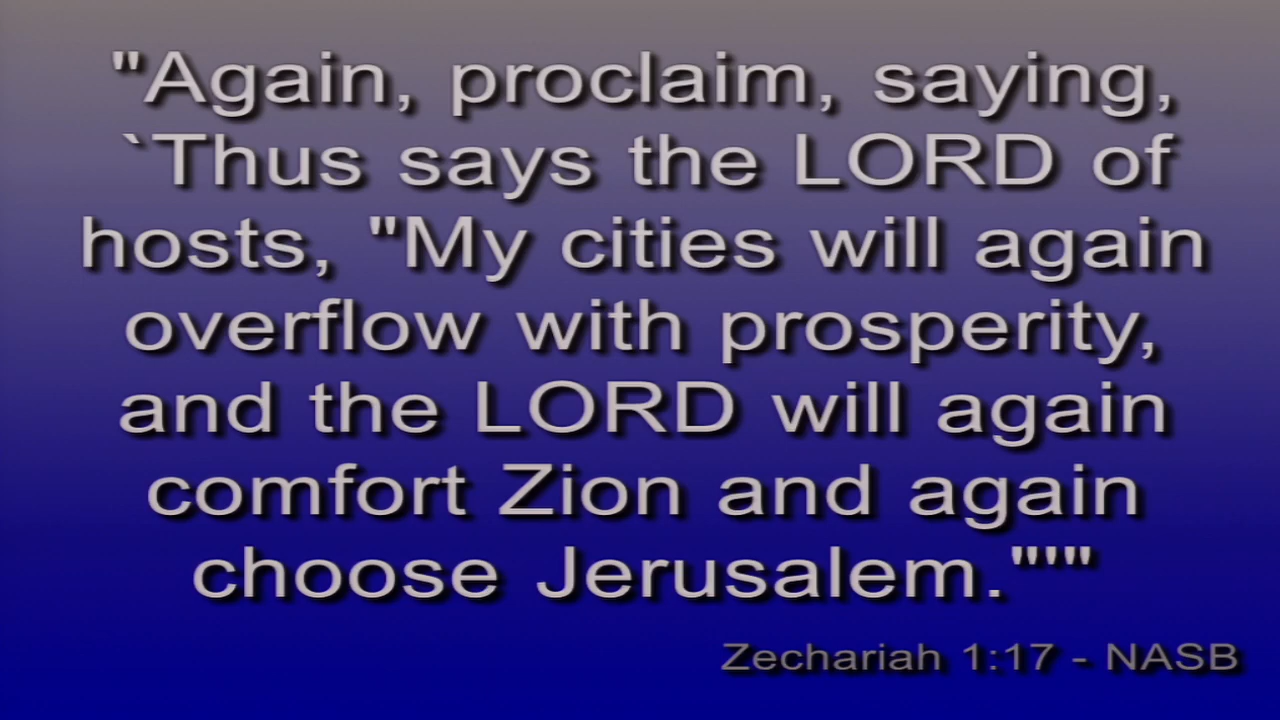 "Again, proclaim, saying,
`Thus says the LORD of
hosts, "My cities will again
overflow with prosperity,
and the LORD will again
comfort Zion and again
choose Jerusalem."'"
Zechariah 1:17 - NASB